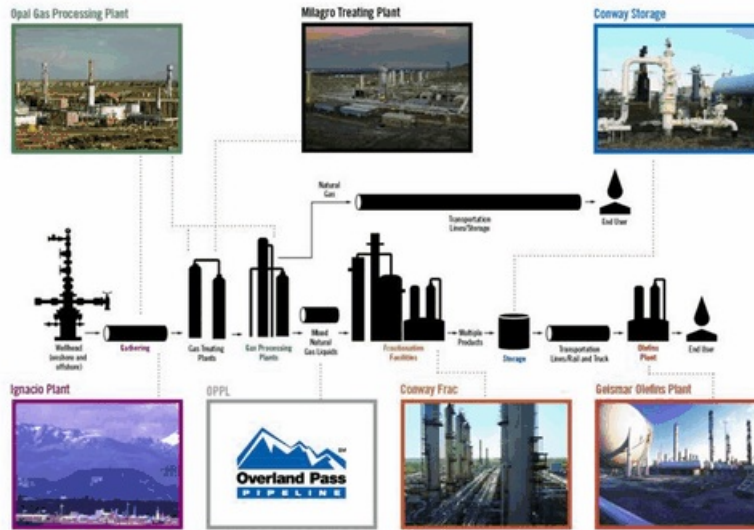 Opal Gas Processing Plant
Milagro Treating Plant
Conway Storage
Natural
Gas
Transportation
Lines/Storage
End User
Wellhead
(onshore and
offshore)
Gathering
Gas Treating
Plants
Gas Processing
Plants
Mixed
Natural
Gas Liquids
Fractionation
Facilities
Multiple
Products
Storage
Transportation
Lines/Rail and Truck
Olefins
Plant
End User
Ignacio Plant
OPPL
Conway Frac
Geismar Olefins Plant
Overland Pass
PIPELINE